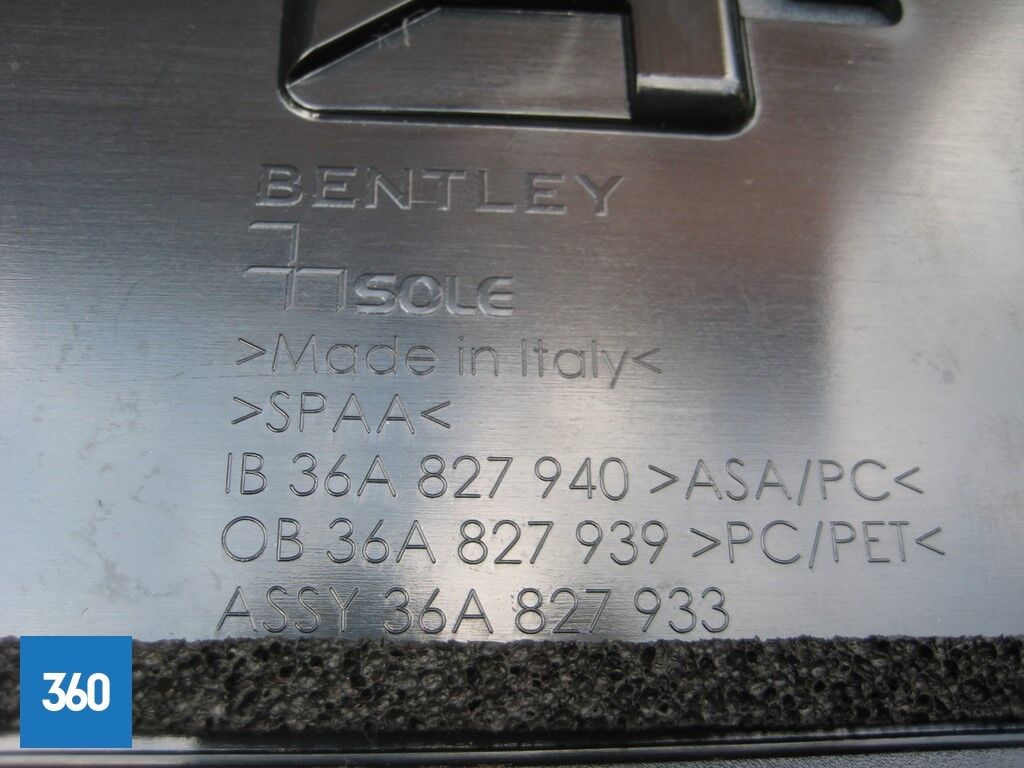 BENTLEY
SOLE
>Made in Italy<
>SPAA<
IB 36A 827 940 >ASA/PC<
OB 36A 827 939 >PC/PET<
ASSY 36A 827 933
360